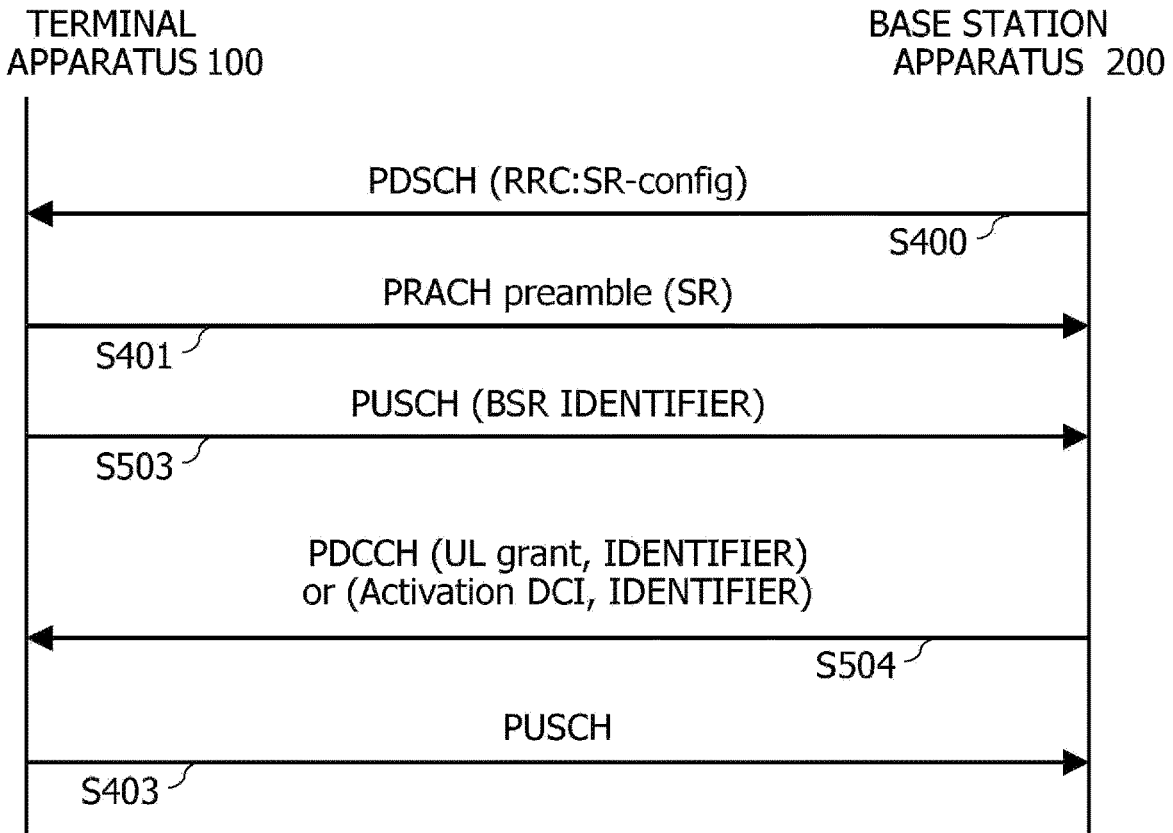 TERMINAL
APPARATUS 100
BASE STATION
APPARATUS 200
PDSCH (RRC:SR-config)
S400
PRACH preamble (SR)
S401
PUSCH (BSR IDENTIFIER)
S503
PDCCH (UL grant, IDENTIFIER)
or (Activation DCI, IDENTIFIER)
S504
PUSCH
S403